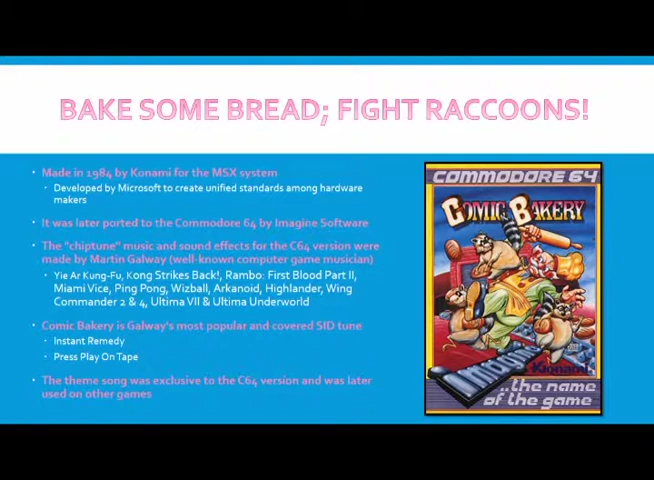 BAKE SOME BREAD; FIGHT RACCOONS!
Made in 1984 by Konami for the MSX system
Developed by Microsoft to create unified standards among hardware
makers
It was later ported to the Commodore 64 by Imagine Software
The "chiptune" music and sound effects for the C64 version were
made by Martin Galway (well-known computer game musician)
Yie Ar Kung-Fu, Kong Strikes Back!, Rambo: First Blood Part II,
Miami Vice, Ping Pong, Wizball, Arkanoid, Highlander, Wing
Commander 2 & 4, Ultima VII & Ultima Underworld
Comic Bakery is Galway's most popular and covered SID tune
Instant Remedy
Press Play On Tape
The theme song was exclusive to the C64 version and was later
used on other games
COMMODORE 64
COMIC BAKERY
Konami
Imagine
...the name
of the game